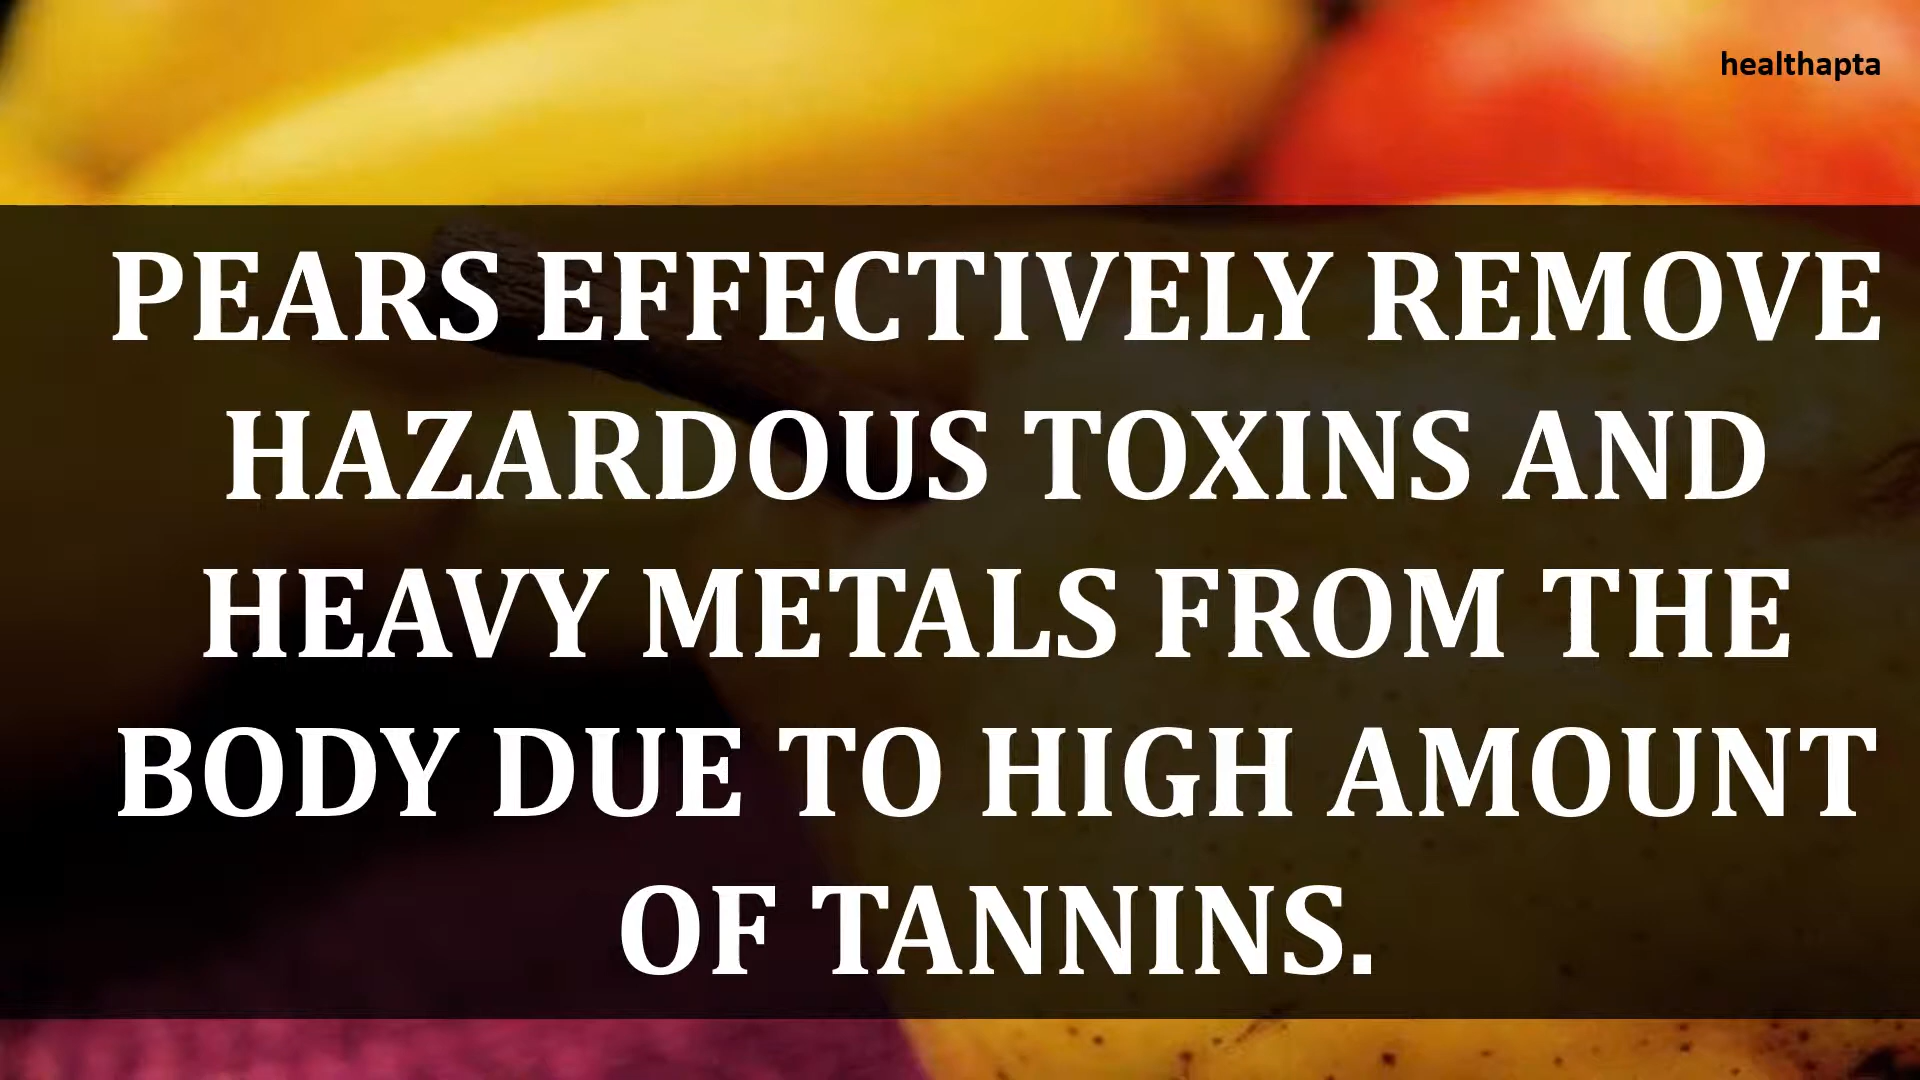 healthapta
PEARS EFFECTIVELY REMOVE
HAZARDOUS TOXINS AND
HEAVY METALS FROM THE
BODY DUE TO HIGH AMOUNT
OF TANNINS.